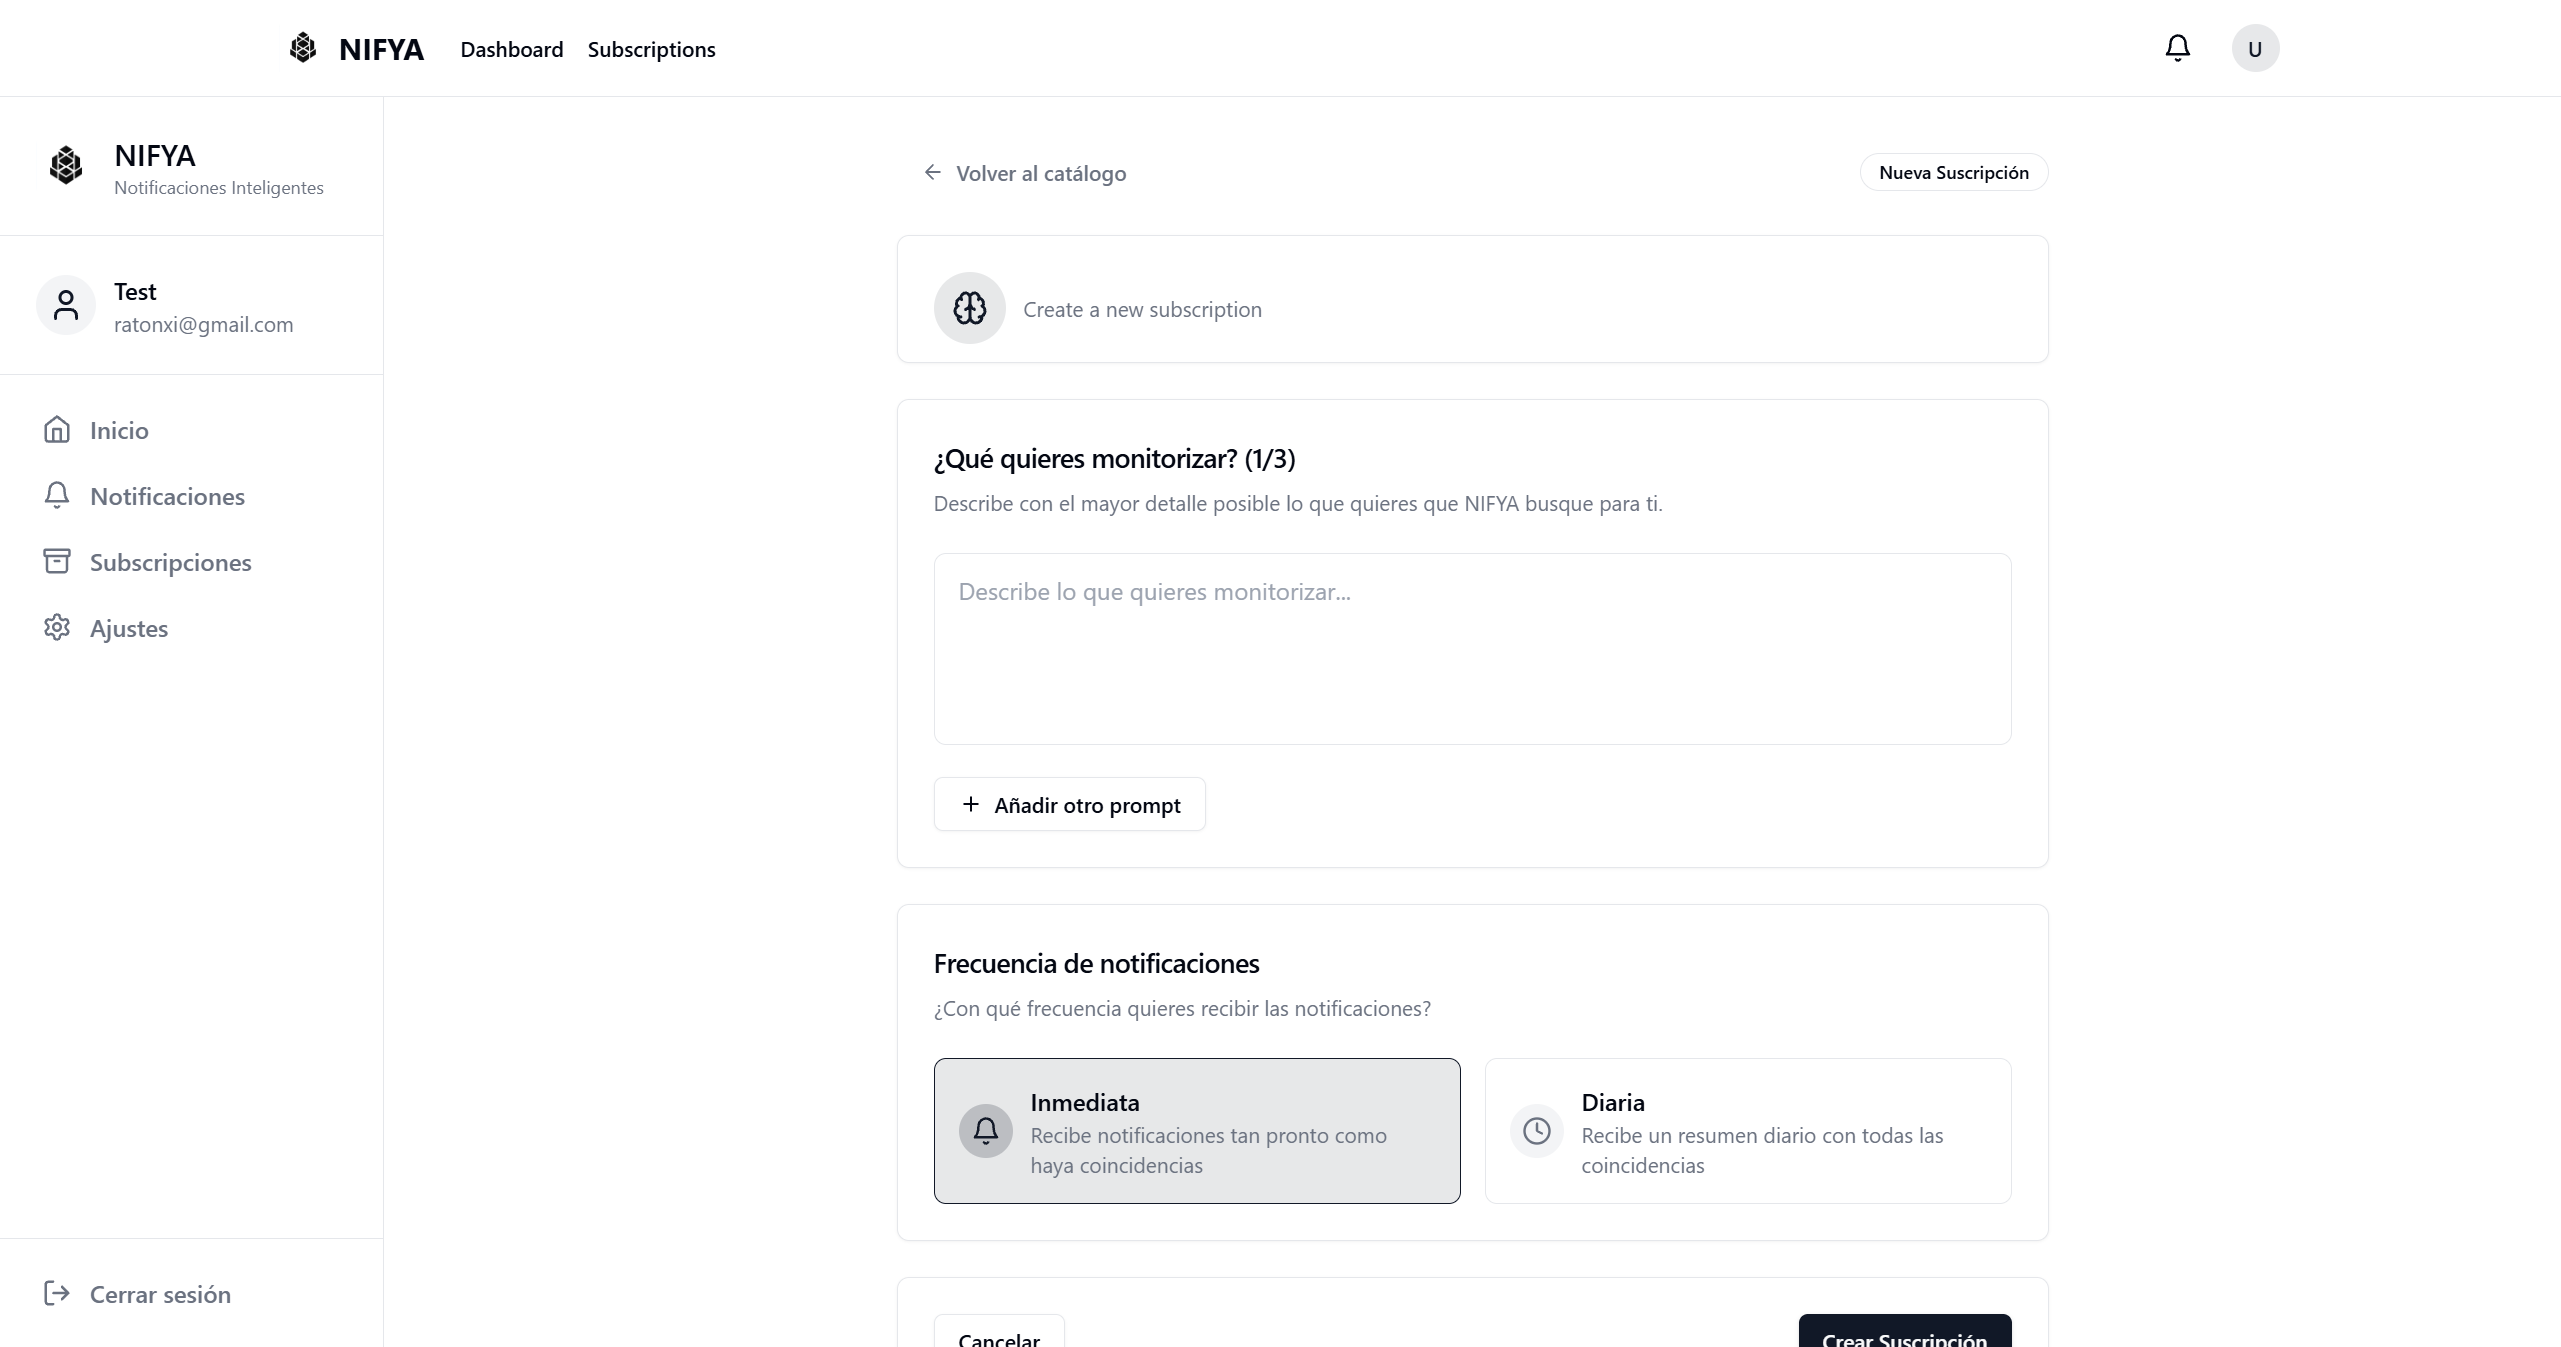 NIFYA
Dashboard
Subscriptions
U
NIFYA
Notificaciones Inteligentes
Test
ratonxi@gmail.com
Inicio
Notificaciones
Subscripciones
Ajustes
Cerrar sesión
Volver al catálogo
Nueva Suscripción
Create a new subscription
¿Qué quieres monitorizar? (1/3)
Describe con el mayor detalle posible lo que quieres que NIFYA busque para ti.
Describe lo que quieres monitorizar...
Añadir otro prompt
Frecuencia de notificaciones
¿Con qué frecuencia quieres recibir las notificaciones?
Inmediata
Recibe notificaciones tan pronto como
haya coincidencias
Diaria
Recibe un resumen diario con todas las
coincidencias
Cancelar
Crear Suscripción